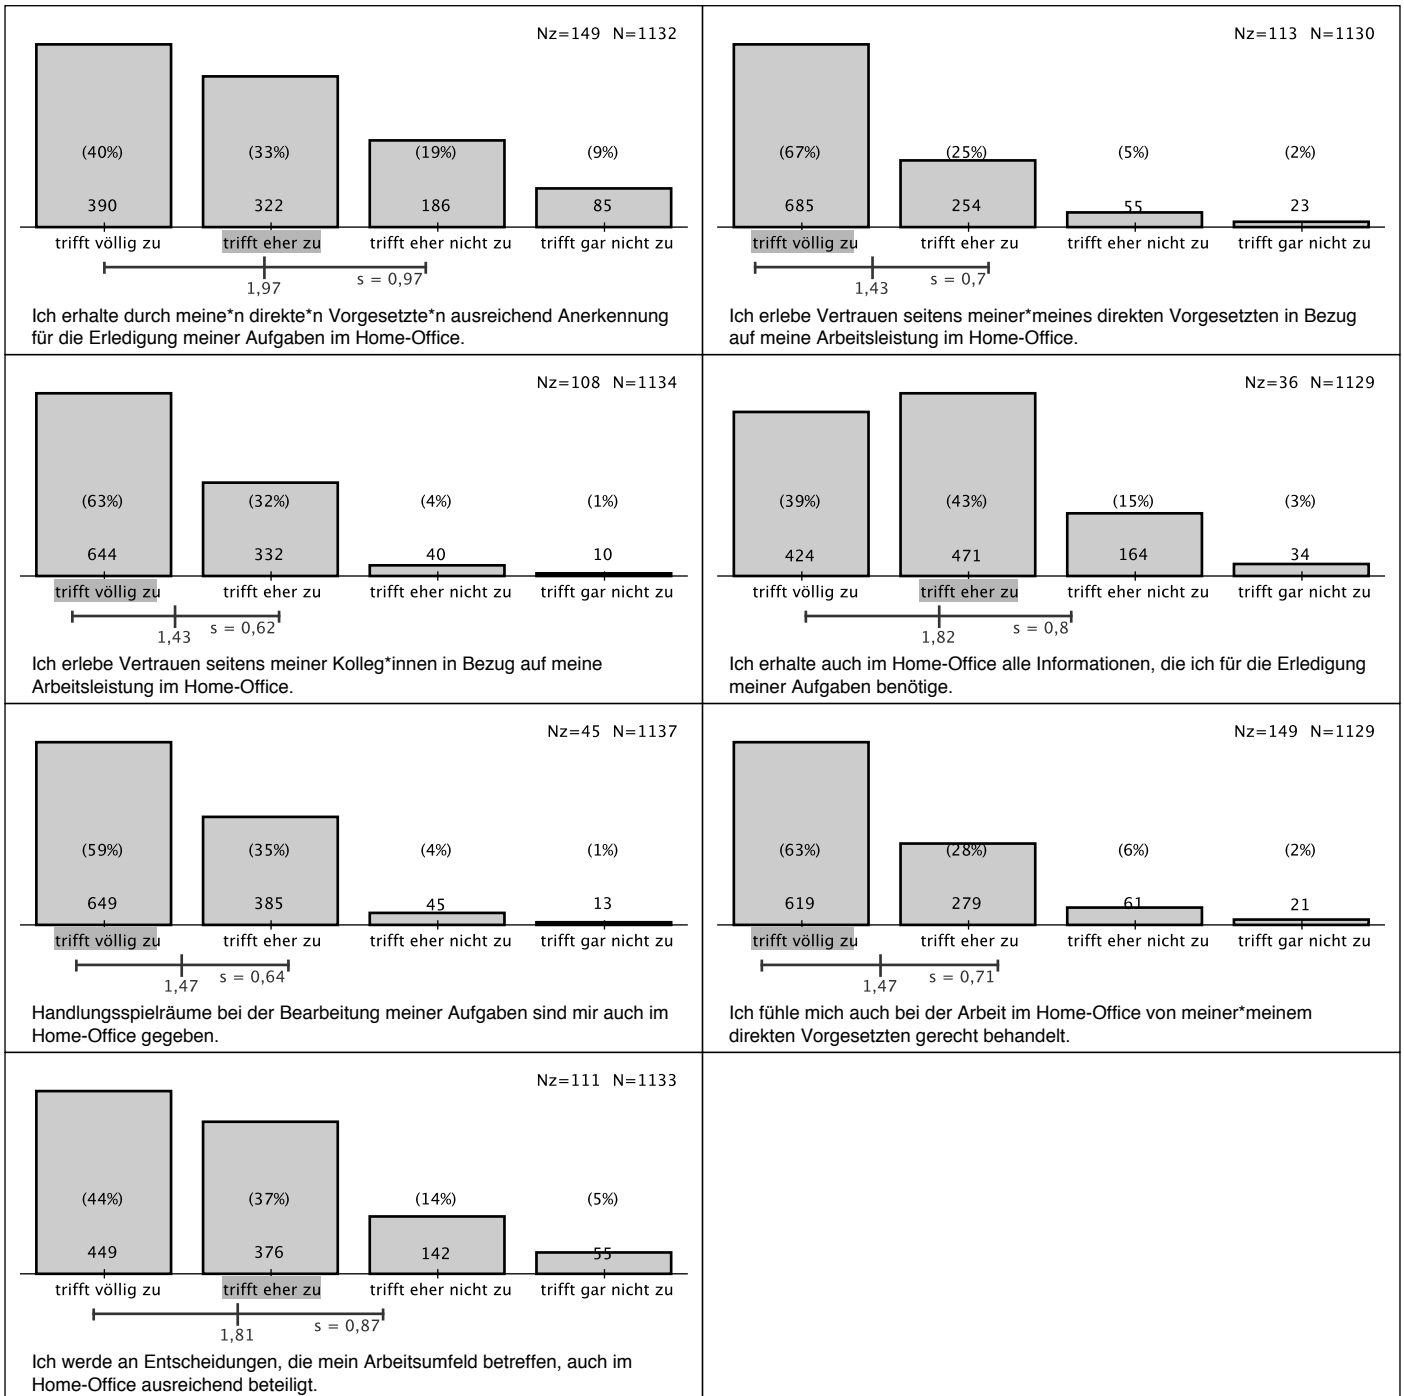 Nz=149 N=1132
(40%) (33%) (19%) (9%)
390 322 186 85
trifft völlig zu trifft eher zu trifft eher nicht zu trifft gar nicht zu
s = 0,97
1,97
Ich erhalte durch meine*n direkte*n Vorgesetzte*n ausreichend Anerkennung
für die Erledigung meiner Aufgaben im Home-Office.
Nz=113 N=1130
(67%) (25%) (5%) (2%)
685 254 55 23
trifft völlig zu trifft eher zu trifft eher nicht zu trifft gar nicht zu
s = 0,7
1,43
Ich erlebe Vertrauen seitens meiner*meines direkten Vorgesetzten in Bezug
auf meine Arbeitsleistung im Home-Office.
Nz=108 N=1134
(63%) (32%) (4%) (1%)
644 332 40 10
trifft völlig zu trifft eher zu trifft eher nicht zu trifft gar nicht zu
s = 0,62
1,43
Ich erlebe Vertrauen seitens meiner Kolleg*innen in Bezug auf meine
Arbeitsleistung im Home-Office.
Nz=36 N=1129
(39%) (43%) (15%) (3%)
424 471 164 34
trifft völlig zu trifft eher zu trifft eher nicht zu trifft gar nicht zu
s = 0,8
1,82
Ich erhalte auch im Home-Office alle Informationen, die ich für die Erledigung
meiner Aufgaben benötige.
Nz=45 N=1137
(59%) (35%) (4%) (1%)
649 385 45 13
trifft völlig zu trifft eher zu trifft eher nicht zu trifft gar nicht zu
s = 0,64
1,47
Handlungsspielräume bei der Bearbeitung meiner Aufgaben sind mir auch im
Home-Office gegeben.
Nz=149 N=1129
(63%) (28%) (6%) (2%)
619 279 61 21
trifft völlig zu trifft eher zu trifft eher nicht zu trifft gar nicht zu
s = 0,71
1,47
Ich fühle mich auch bei der Arbeit im Home-Office von meiner*meinem
direkten Vorgesetzten gerecht behandelt.
Nz=111 N=1133
(44%) (37%) (14%) (5%)
449 376 142 55
trifft völlig zu trifft eher zu trifft eher nicht zu trifft gar nicht zu
s = 0,87
1,81
Ich werde an Entscheidungen, die mein Arbeitsumfeld betreffen, auch im
Home-Office ausreichend beteiligt.